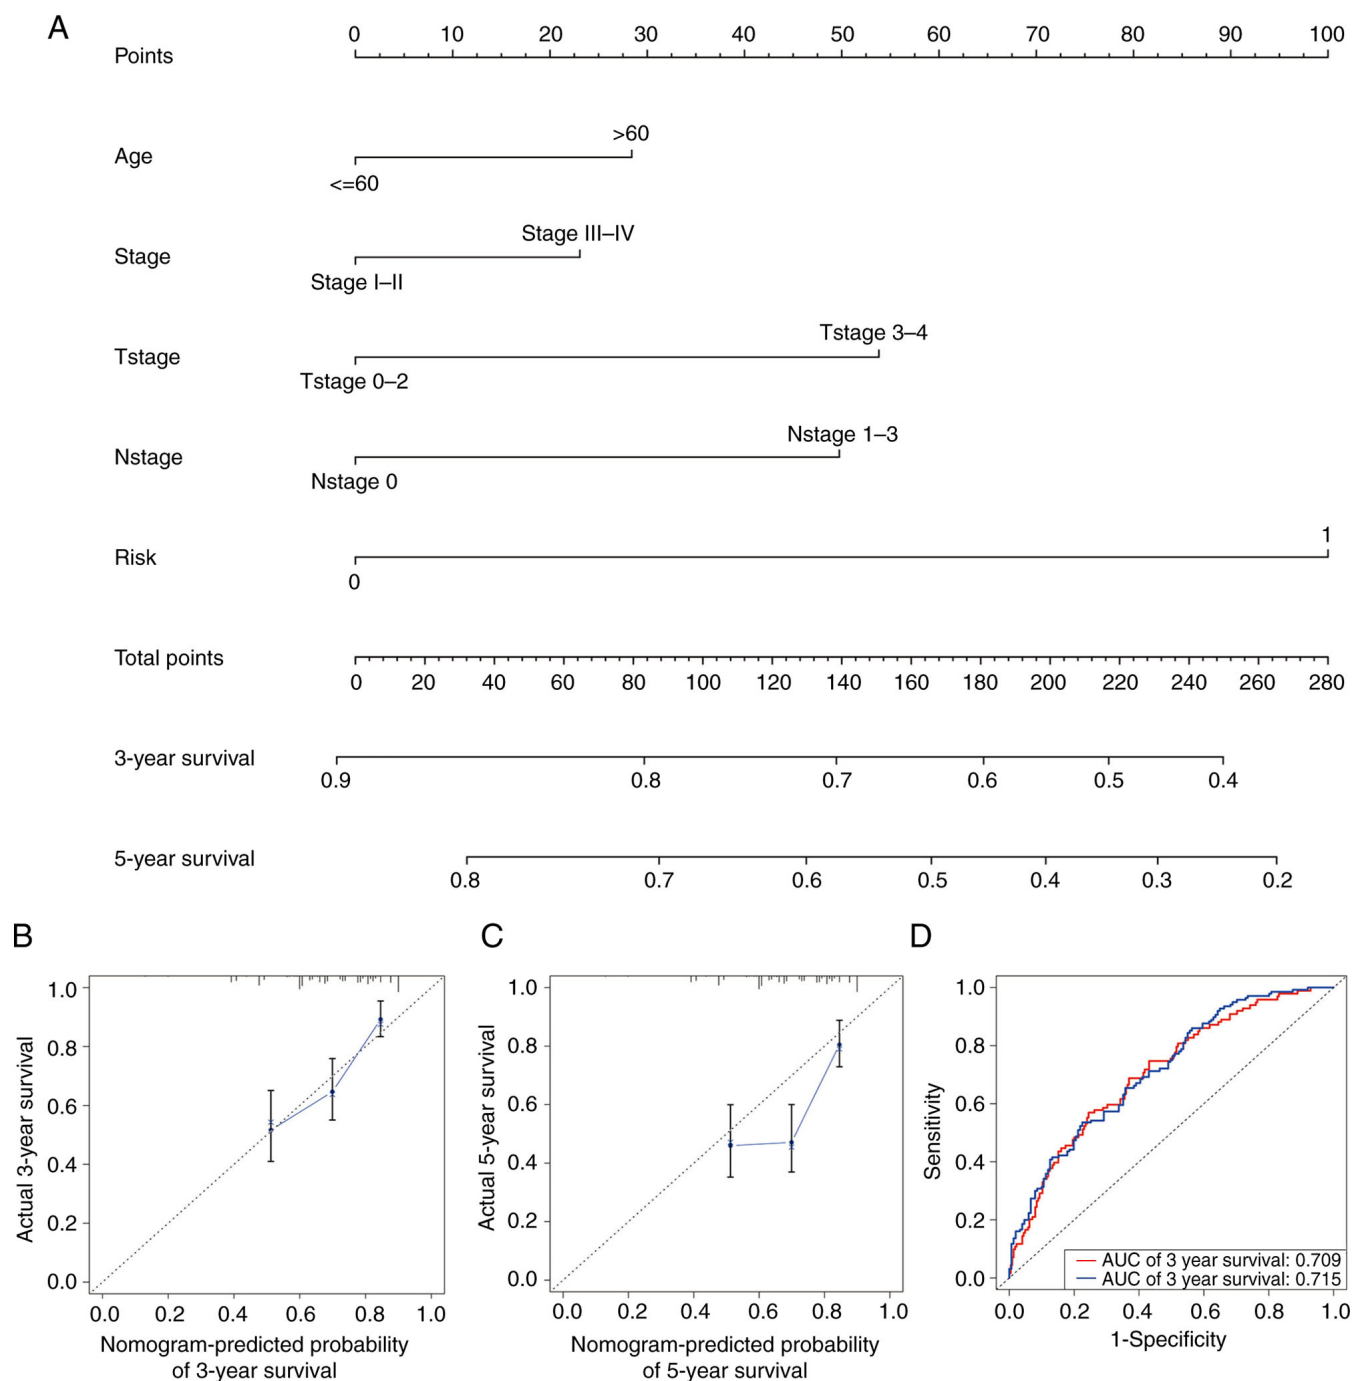 A
0 10 20 30 40 50 60 70 80 90 100
Points
>60
Age
<=60
Stage III–IV
Stage
Stage I–II
Tstage 3–4
Tstage
Tstage 0–2
Nstage 1–3
Nstage
Nstage 0
1
Risk
0
Total points
0 20 40 60 80 100 120 140 160 180 200 220 240 260 280
3-year survival
0.9 0.8 0.7 0.6 0.5 0.4
5-year survival
0.8 0.7 0.6 0.5 0.4 0.3 0.2
B
Actual 3-year survival
1.0
0.8
0.6
0.4
0.2
0.0
0.0 0.2 0.4 0.6 0.8 1.0
Nomogram-predicted probability
of 3-year survival
C
Actual 5-year survival
1.0
0.8
0.6
0.4
0.2
0.0
0.0 0.2 0.4 0.6 0.8 1.0
Nomogram-predicted probability
of 5-year survival
D
Sensitivity
1.0
0.8
0.6
0.4
0.2
0.0
AUC of 3 year survival: 0.709
AUC of 3 year survival: 0.715
0.0 0.2 0.4 0.6 0.8 1.0
1-Specificity